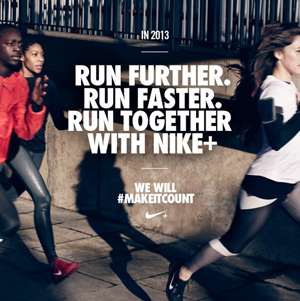 IN 2013
RUN FURTHER.
RUN FASTER.
RUN TOGETHER
WITH NIKE+
WE WILL
#MAKEITCOUNT